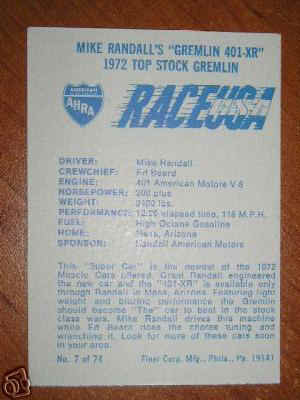 MIKE RANDALL'S "GREMLIN 401-XR"
1972 TOP STOCK GREMLIN
AMERICAN
AHRA
RACE USA
DRIVER: Mike Randall
CREWCHIEF: Ed Beard
ENGINE: 401 American Motors V-8
HORSEPOWER: 200 plus
WEIGHT: lbs.
PERFORMANCE: elapsed time, 115 M.P.H.
FUEL: High Octane Gasoline
HOME: Mesa, Arizona
SPONSOR: Randall American Motors
This "Super Car" is the newest of the 1972
Muscle Cars offered. Grant Randall engineered
the new car and the "401-XR" is available only
through Randall in Mesa, Arizona. Featuring light
weight and blazing performance the Gremlin
should become "The" car to beat in the stock
class wars. Mike Randall drives this machine
while Ed Beard does the chores tuning and
wrenching it. Look for more of these cars
soon in your area.
No. 7 of 74 Fleer Corp. Mfg., Phila., Pa. 19141